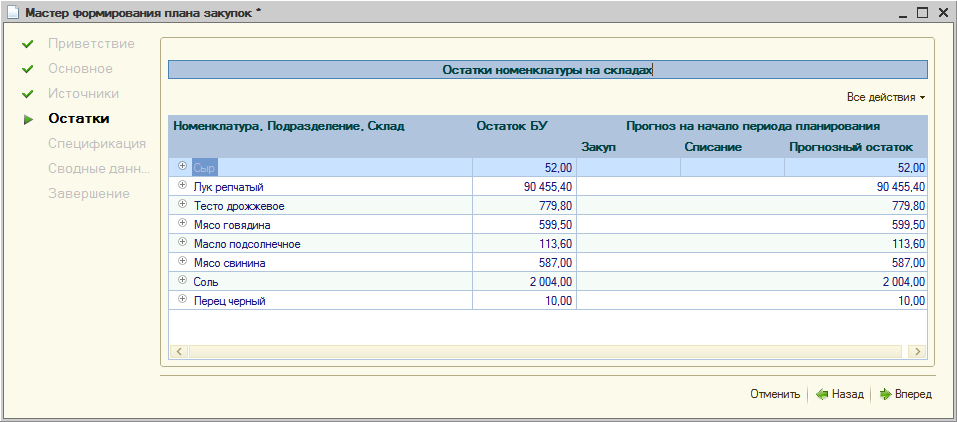 Мастер формирования плана закупок *
Приветствие
Основное
Источники
Остатки
Спецификация
Сводные данн...
Завершение
Остатки номенклатуры на складах
Все действия
Номенклатура, Подразделение, Склад Остаток БУ Прогноз на начало периода планирования
Закуп Списание Прогнозный остаток
Сыр 52,00 52,00
Лук репчатый 90 455,40 90 455,40
Тесто дрожжевое 779,80 779,80
Мясо говядина 599,50 599,50
Масло подсолнечное 113,60 113,60
Мясо свинина 587,00 587,00
Соль 2 004,00 2 004,00
Перец черный 10,00 10,00
Отменить Назад Вперед